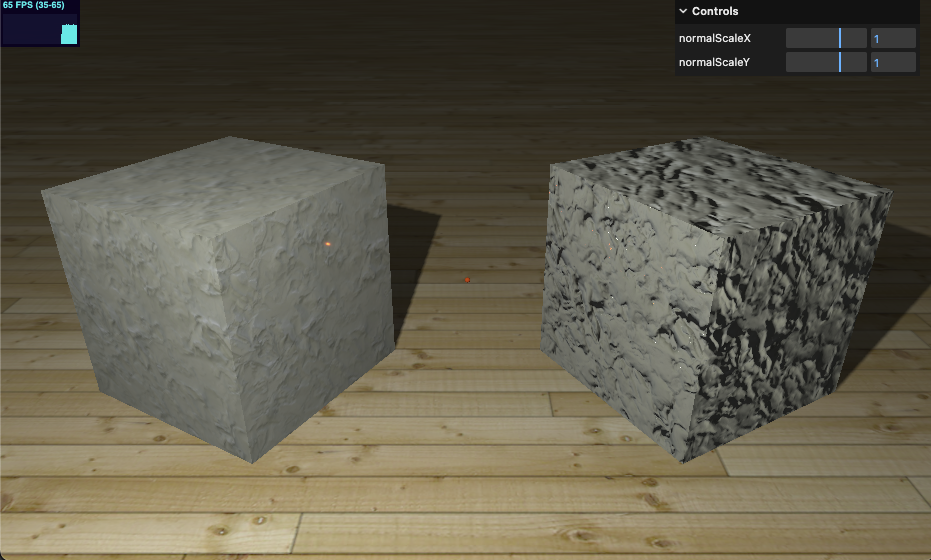 65 FPS (35-65)
Controls
normalScaleX 1
normalScaleY 1